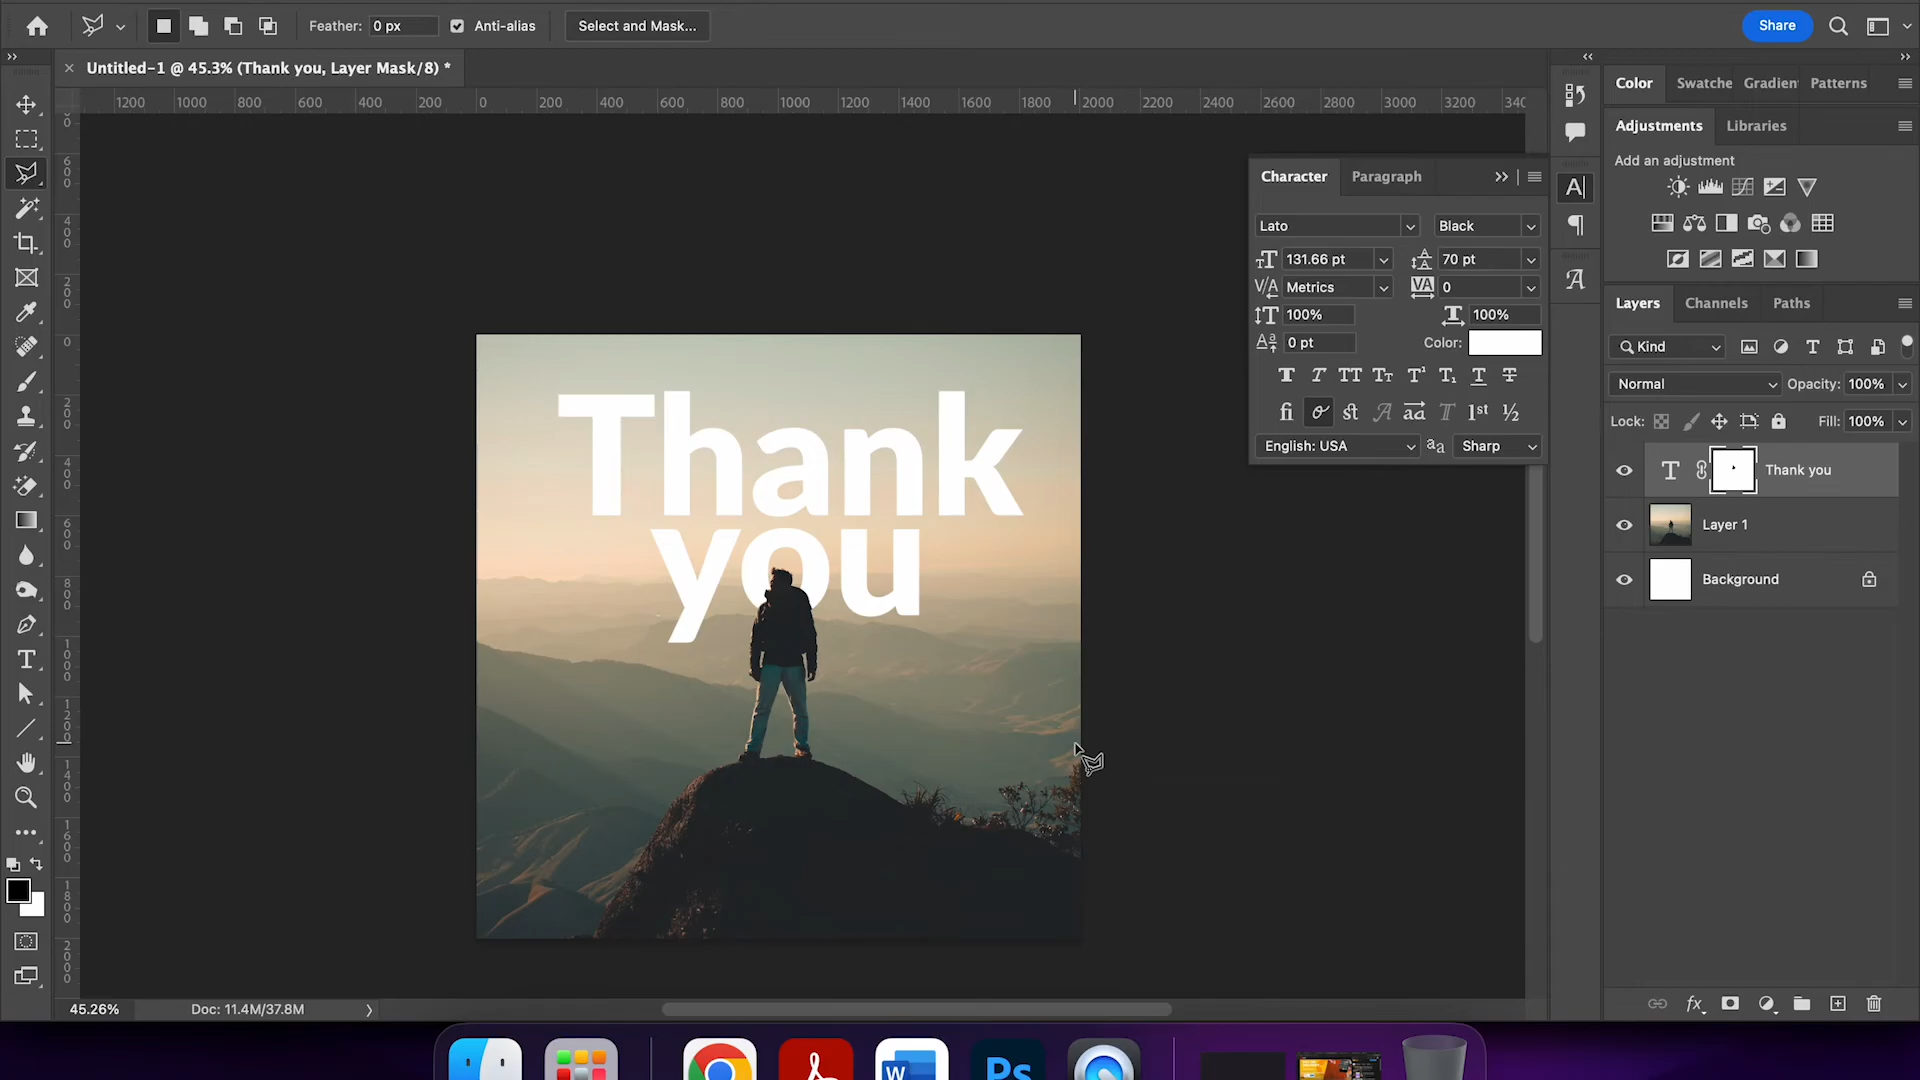 Feather: 0 px Anti-alias Select and Mask... Share
Untitled-1 @ 45.3% (Thank you, Layer Mask/8) *
1200 1000 800 600 400 200 0 200 400 600 800 1000 1200 1400 1600 1800 2000 2200 2400 2600 2800 3000 3200
Color Swatche Gradien Patterns
Adjustments Libraries
Add an adjustment
Character Paragraph
Lato Black
131.66 pt 70 pt
Metrics 0
100% 100%
0 pt Color:
English: USA Sharp
Thank
you
Layers Channels Paths
Kind
Normal Opacity: 100%
Lock: Fill: 100%
Thank you
Layer 1
Background
45.26% Doc: 11.4M/37.8M
W Ps